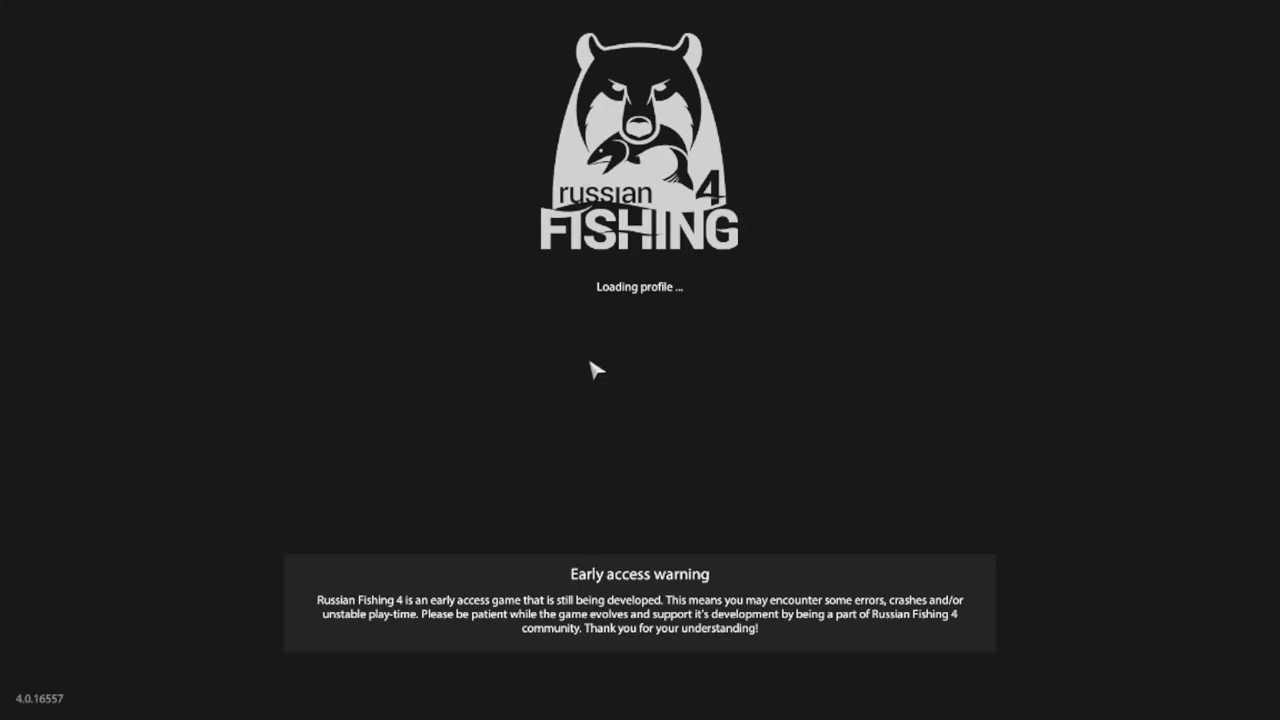 russian 4
FISHING
Loading profile ...
Early access warning
Russian Fishing 4 is an early access game that is still being developed. This means you may encounter some errors, crashes and/or
unstable play-time. Please be patient while the game evolves and support it's development by being a part of Russian Fishing 4
community. Thank you for your understanding!
4.0.16557